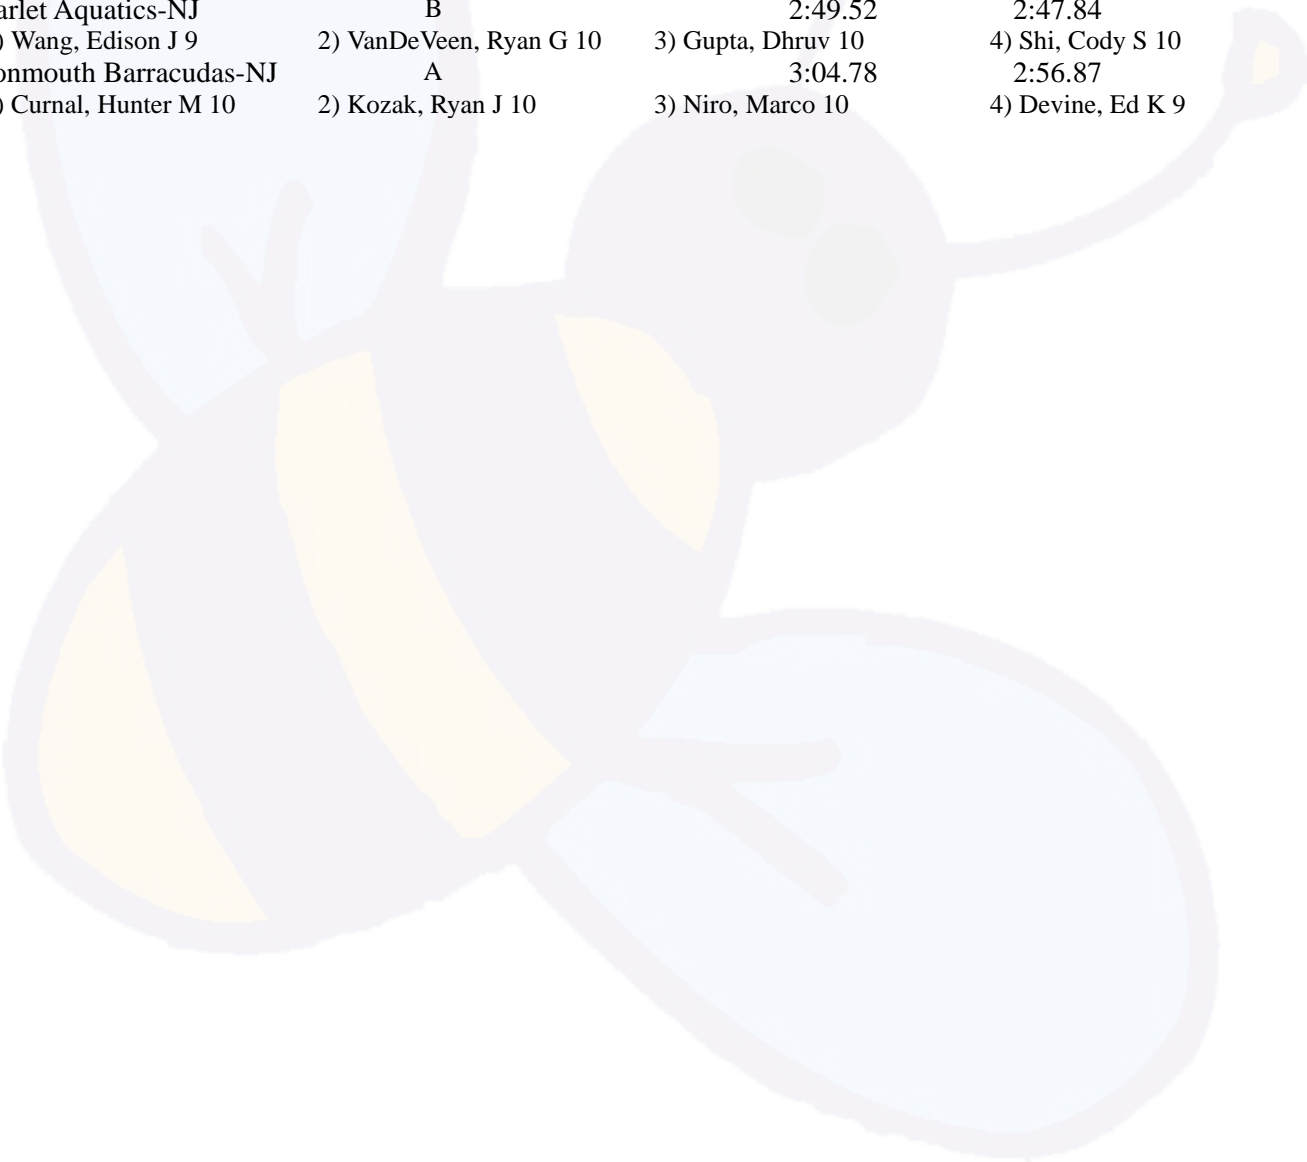 arlet Aquatics-NJ B 2:49.52 2:47.84
) Wang, Edison J 9 2) VanDeVeen, Ryan G 10 3) Gupta, Dhruv 10 4) Shi, Cody S 10
onmouth Barracudas-NJ A 3:04.78 2:56.87
) Curnal, Hunter M 10 2) Kozak, Ryan J 10 3) Niro, Marco 10 4) Devine, Ed K 9